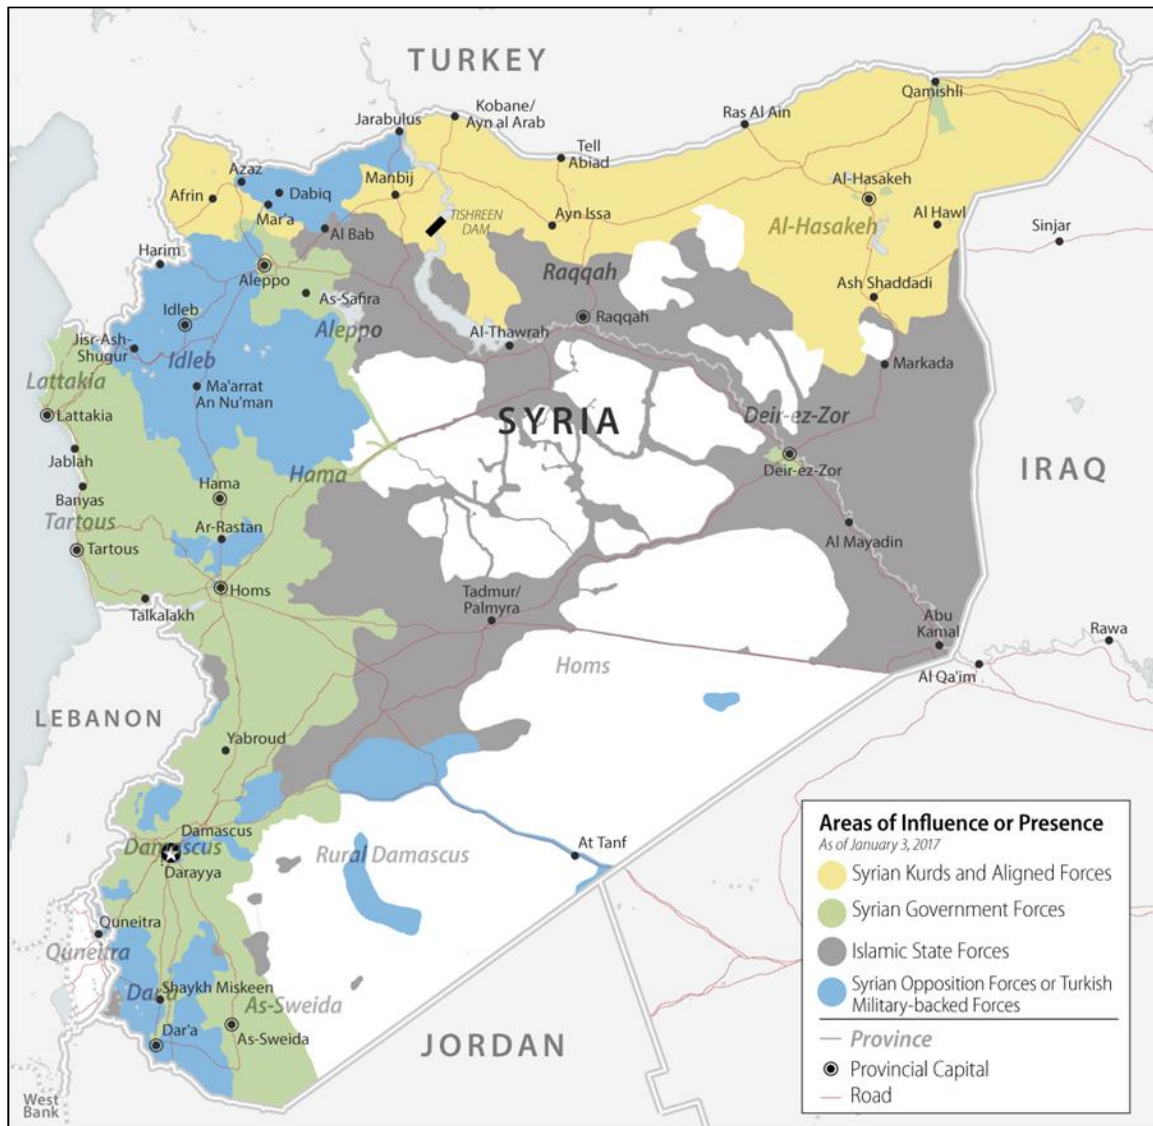 TURKEY
Qamishli
Kobane/
Ayn al Arab
Ras Al Ain
Jarabulus
Tell
Abiad
Azaz
Dabiq
Manbij
Afrin
Mar'a
Al-Hasakeh
TISHREEN
DAM
Ayn Issa
Al-Hasakeh
Al Hawl
Sinjar
Al Bab
Harim
Aleppo
Raqqah
Ash Shaddadi
As-Safira
Idleb
Aleppo
Raqqah
Al-Thawrah
Jisr-Ash-
Shugur
Idleb
Markada
Lattakia
Ma'arrat
An Nu'man
Lattakia
SYRIA
Deir-ez-Zor
Jablah
Hama
Deir-ez-Zor
IRAQ
Banyas
Hama
Tartous
Ar-Rastan
Al Mayadin
Tartous
Homs
Tadmur/
Palmyra
Talkalakh
Abu
Kamal
Rawa
Homs
Al Qa'im
LEBANON
Yabroud
Damascus
Damascus
Rural Damascus
At Tanf
Darayya
Quneitra
Quneitra
Dara
Shaykh Miskeen
As-Sweida
Dar'a
As-Sweida
JORDAN
West
Bank
Areas of Influence or Presence
As of January 3, 2017
Syrian Kurds and Aligned Forces
Syrian Government Forces
Islamic State Forces
Syrian Opposition Forces or Turkish
Military-backed Forces
Province
Provincial Capital
Road